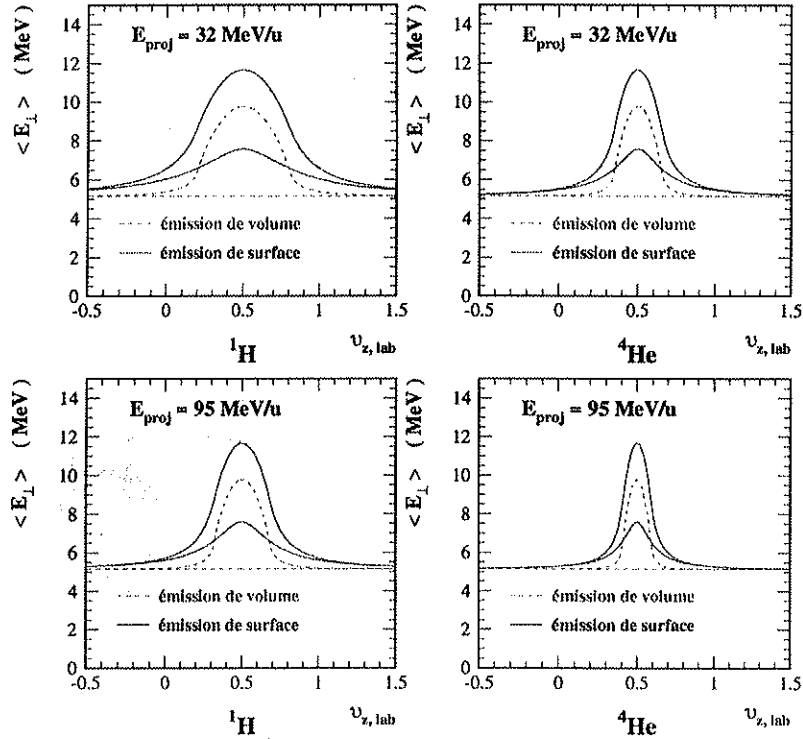 < E⊥ > ( MeV )
14
12
10
8
6
4
2
0
E_proj = 32 MeV/u
émission de volume
émission de surface
-0.5 0 0.5 1 1.5
¹H υ_z, lab
< E⊥ > ( MeV )
14
12
10
8
6
4
2
0
E_proj = 32 MeV/u
émission de volume
émission de surface
-0.5 0 0.5 1 1.5
⁴He υ_z, lab
< E⊥ > ( MeV )
14
12
10
8
6
4
2
0
E_proj = 95 MeV/u
émission de volume
émission de surface
-0.5 0 0.5 1 1.5
¹H υ_z, lab
< E⊥ > ( MeV )
14
12
10
8
6
4
2
0
E_proj = 95 MeV/u
émission de volume
émission de surface
-0.5 0 0.5 1 1.5
⁴He υ_z, lab